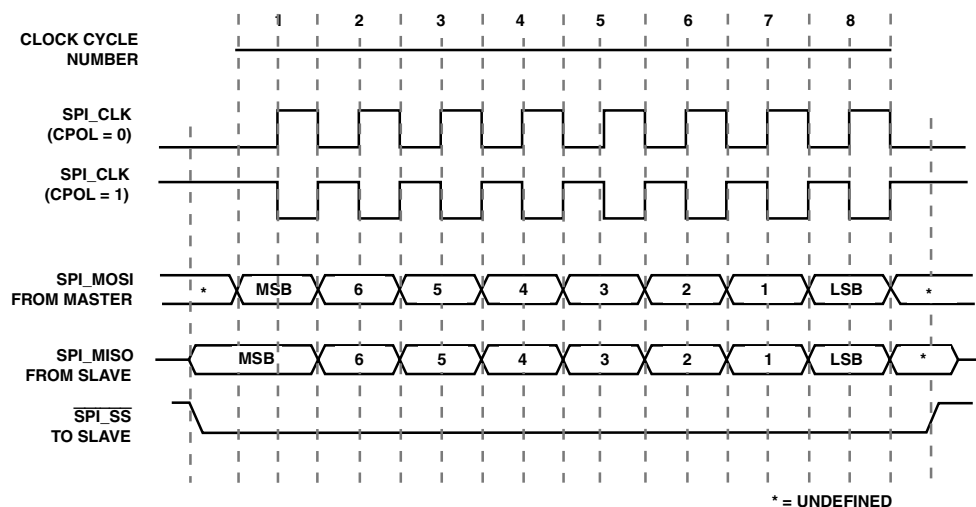 1 2 3 4 5 6 7 8
CLOCK CYCLE
NUMBER
SPI_CLK
(CPOL = 0)
SPI_CLK
(CPOL = 1)
SPI_MOSI
FROM MASTER
* MSB 6 5 4 3 2 1 LSB *
SPI_MISO
FROM SLAVE
MSB 6 5 4 3 2 1 LSB *
SPI_SS
TO SLAVE
* = UNDEFINED